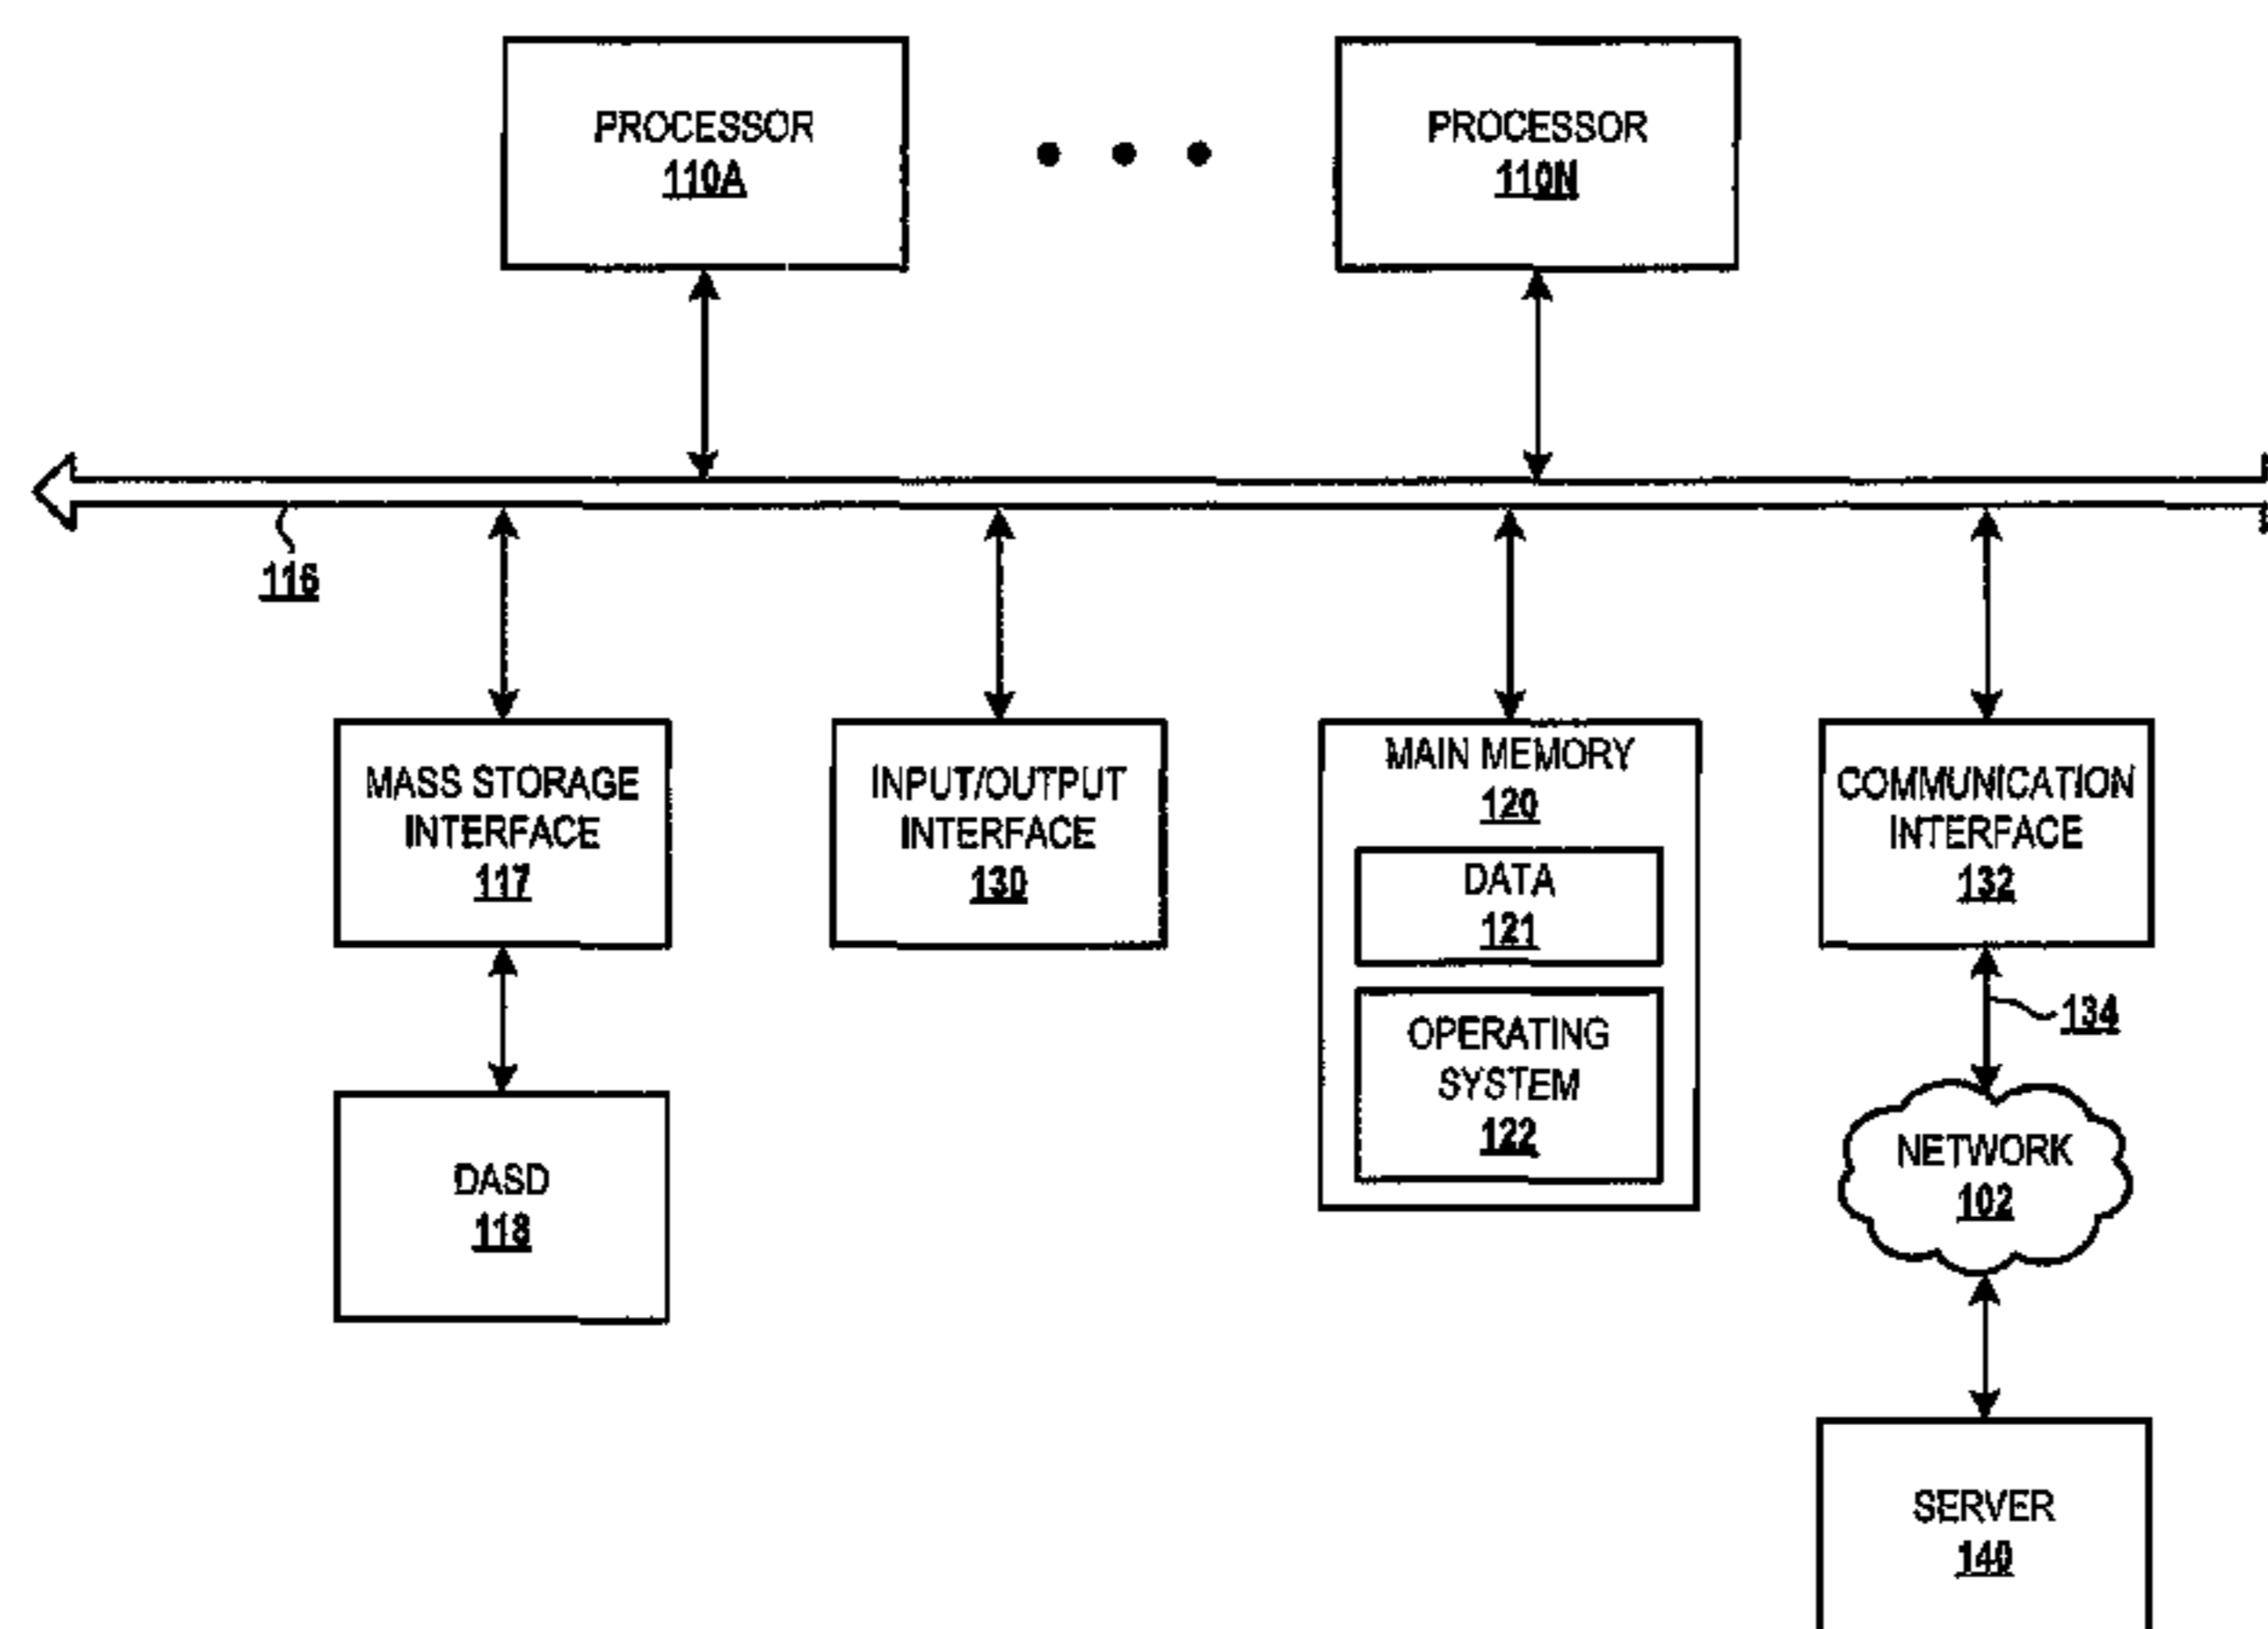 PROCESSOR
110A
PROCESSOR
110N
116
MASS STORAGE
INTERFACE
117
INPUT/OUTPUT
INTERFACE
130
MAIN MEMORY
120
DATA
121
OPERATING
SYSTEM
122
COMMUNICATION
INTERFACE
132
134
DASD
118
NETWORK
102
SERVER
140